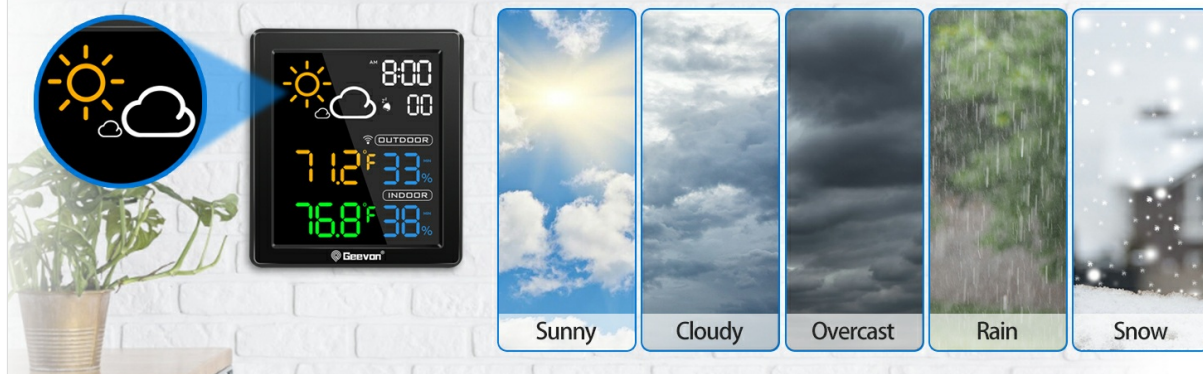 AM 8:00
00
OUTDOOR
71.2°F 33%
INDOOR
76.8°F 38%
Geevon®
Sunny
Cloudy
Overcast
Rain
Snow